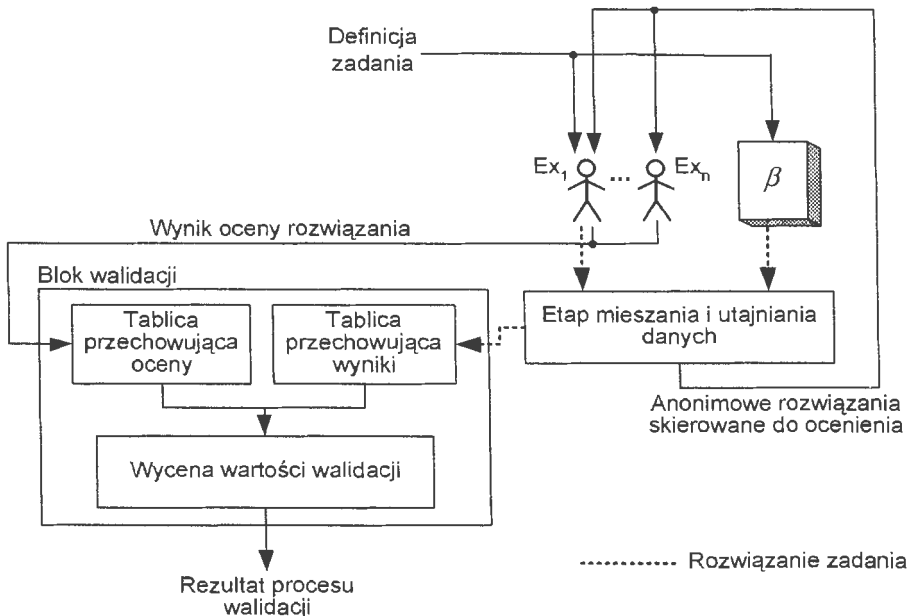 Definicja
zadania
Ex1
...
Exn
β
Wynik oceny rozwiązania
Blok walidacji
Tablica
przechowująca
oceny
Tablica
przechowująca
wyniki
Etap mieszania i utajniania
danych
Anonimowe rozwiązania
skierowane do ocenienia
Wycena wartości walidacji
Rozwiązanie zadania
Rezultat procesu
walidacji